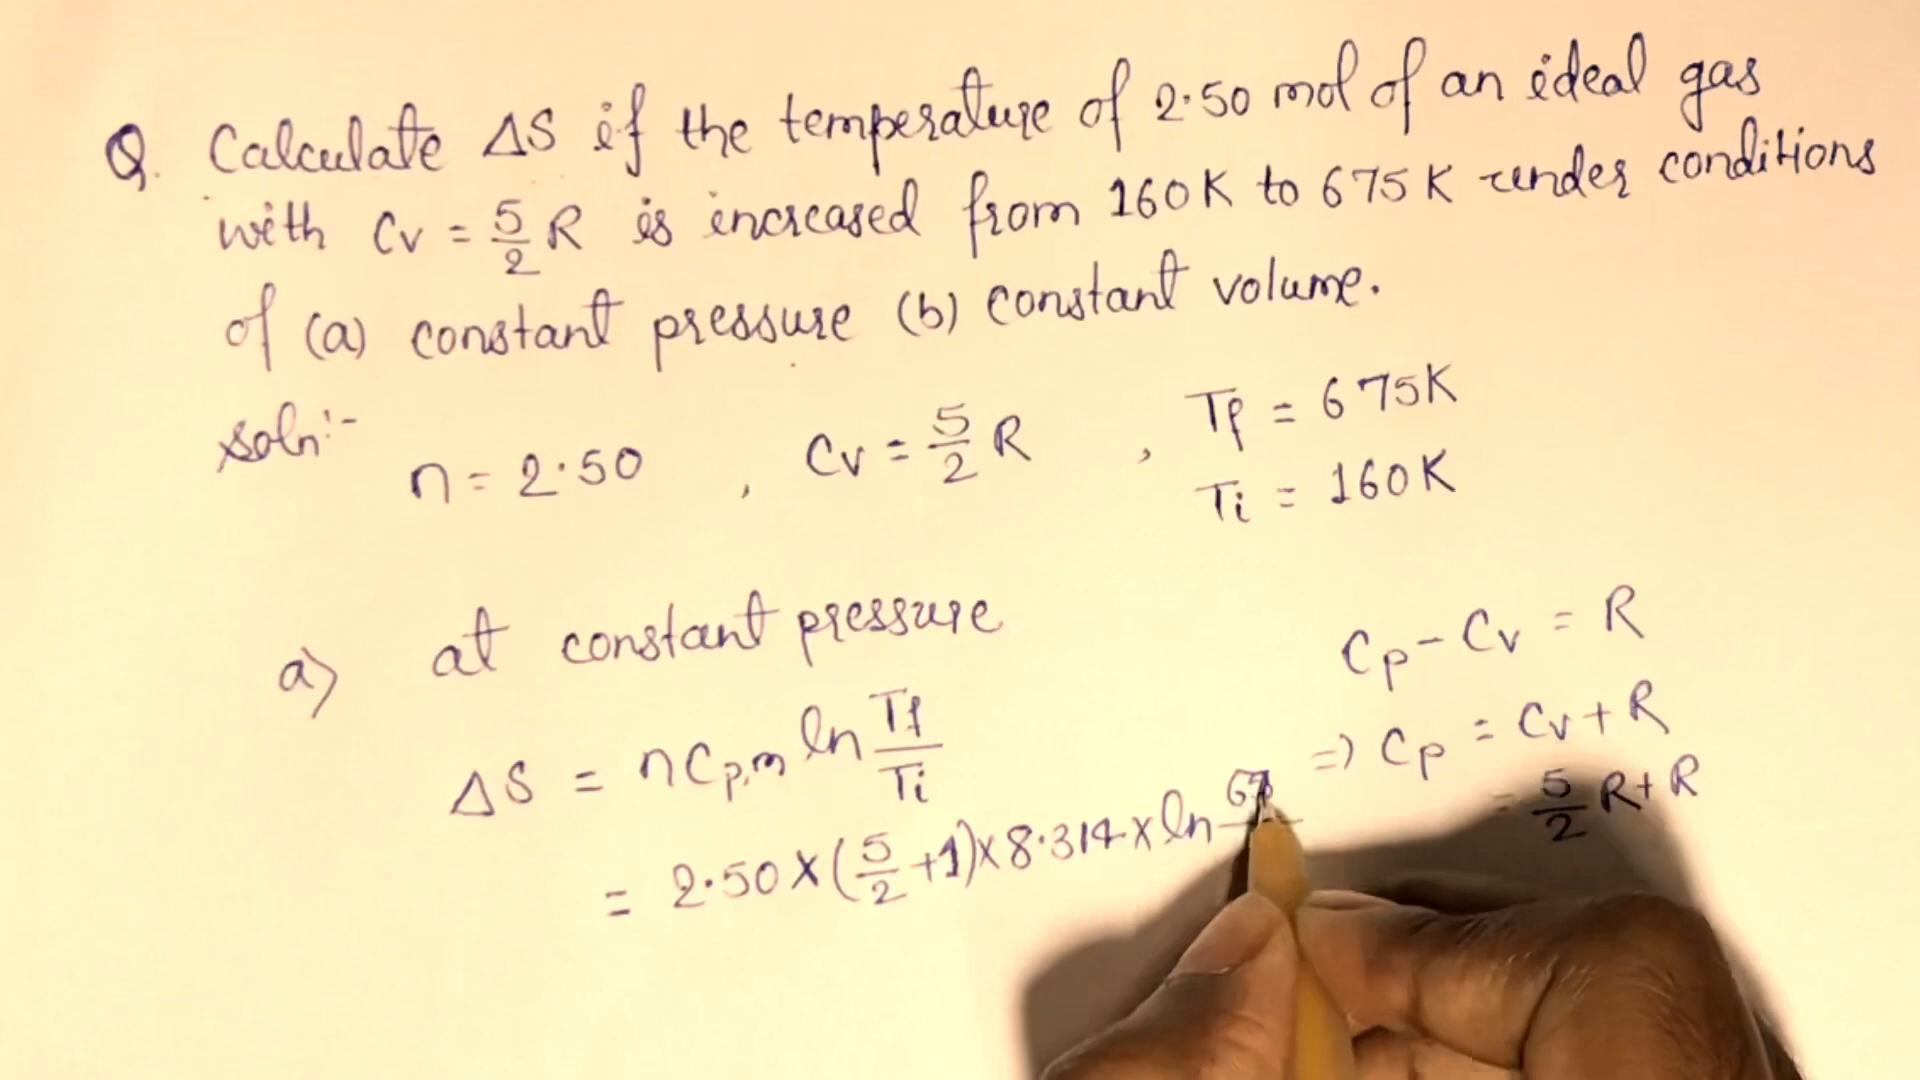 Q. Calculate ΔS if the temperature of 2.50 mol of an ideal gas
with Cv = 5/2 R is increased from 160K to 675K under conditions
of (a) constant pressure (b) constant volume.
soln:-
n = 2.50 , Cv = 5/2 R , Tf = 675K
Ti = 160K
a) at constant pressure
ΔS = nCp,m ln Tf/Ti
= 2.50 × (5/2 + 1) × 8.314 × ln 67
Cp - Cv = R
=> Cp = Cv + R
= 5/2 R + R